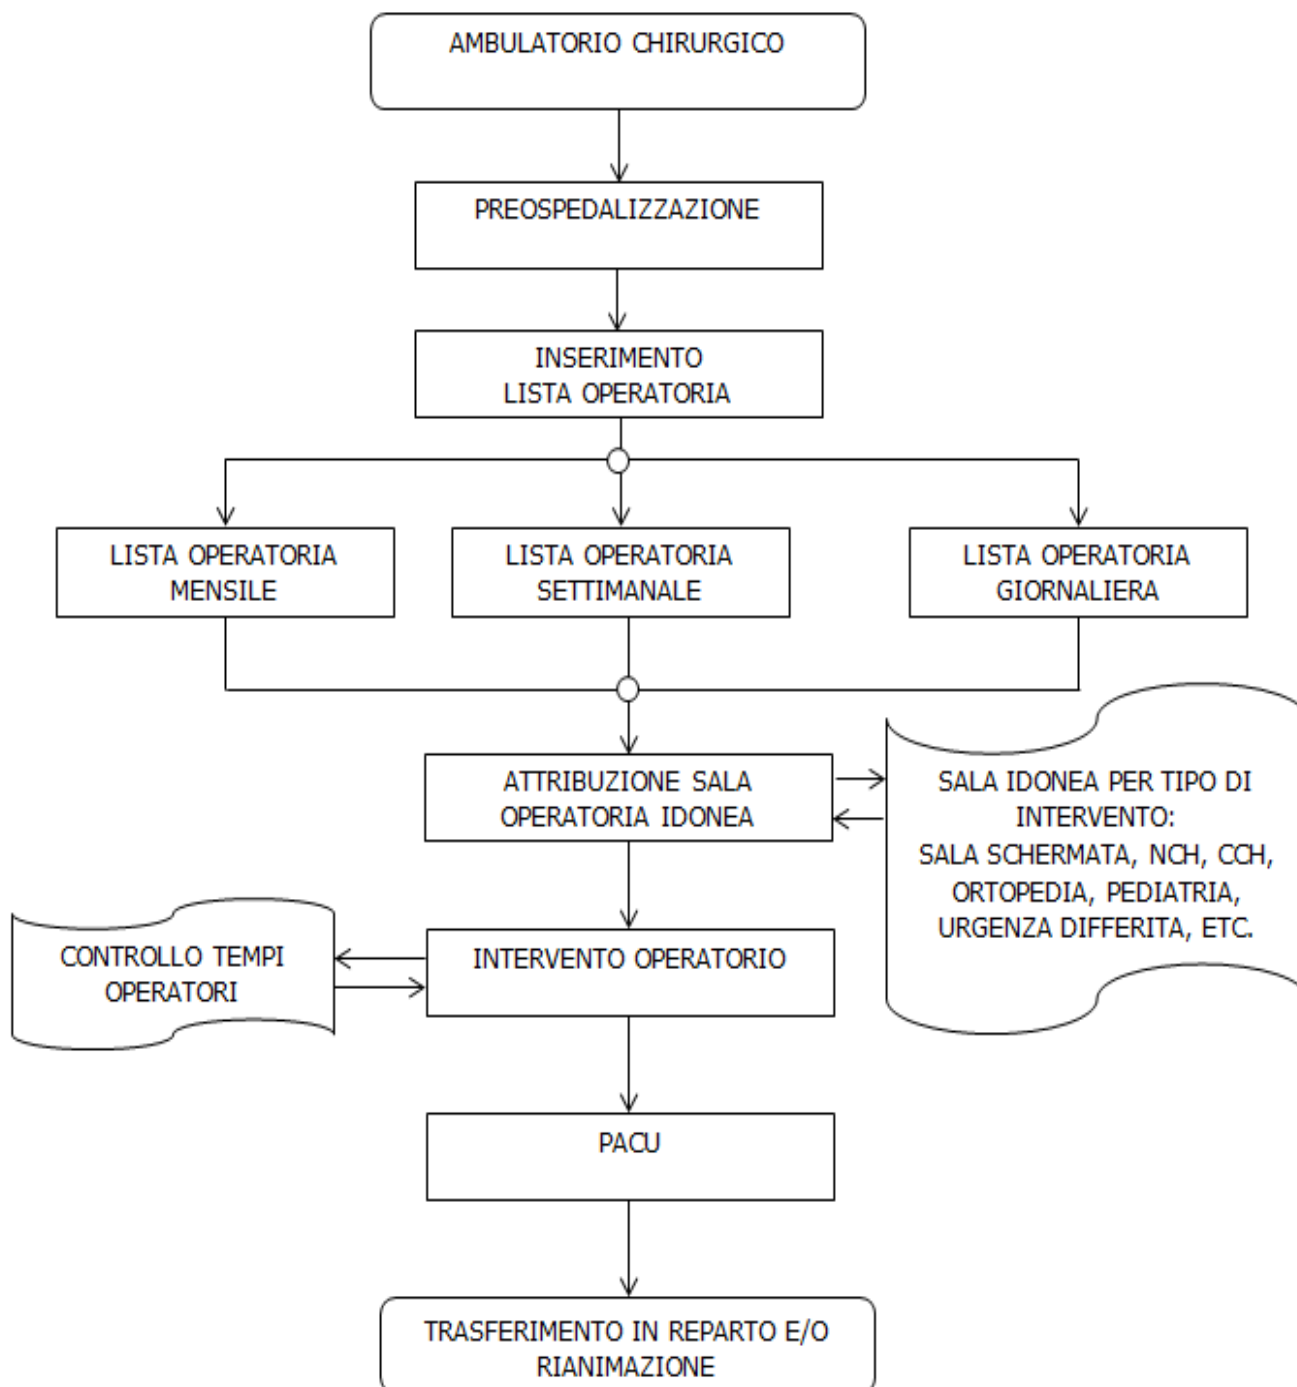 AMBULATORIO CHIRURGICO
PREOSPEDALIZZAZIONE
INSERIMENTO
LISTA OPERATORIA
LISTA OPERATORIA
MENSILE
LISTA OPERATORIA
SETTIMANALE
LISTA OPERATORIA
GIORNALIERA
ATTRIBUZIONE SALA
OPERATORIA IDONEA
SALA IDONEA PER TIPO DI
INTERVENTO:
SALA SCHERMATA, NCH, CCH,
ORTOPEDIA, PEDIATRIA,
URGENZA DIFFERITA, ETC.
CONTROLLO TEMPI
OPERATORI
INTERVENTO OPERATORIO
PACU
TRASFERIMENTO IN REPARTO E/O
RIANIMAZIONE